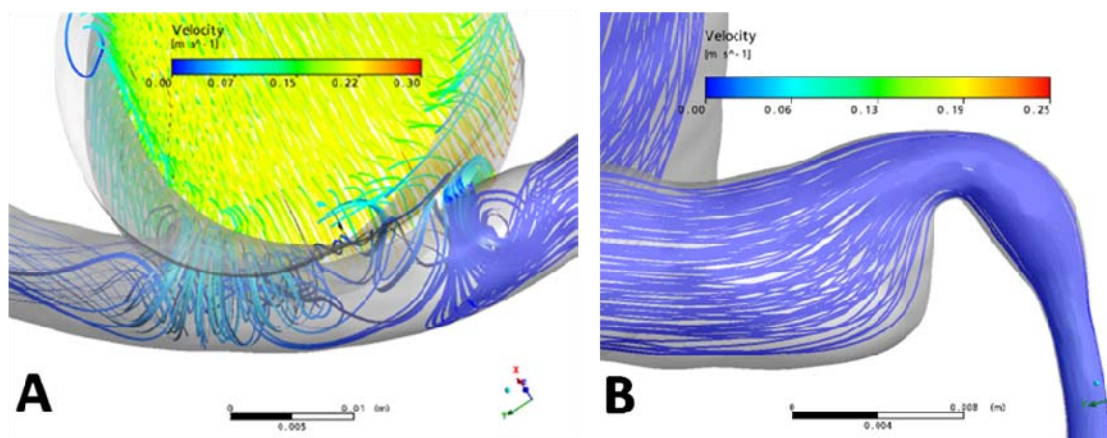 Velocity
[m s^-1]
0.00 0.07 0.15 0.22 0.30
A
0 0.01 (m)
0.005
X
Y
Velocity
[m s^-1]
0.00 0.06 0.13 0.19 0.25
B
0 0.008 (m)
0.004